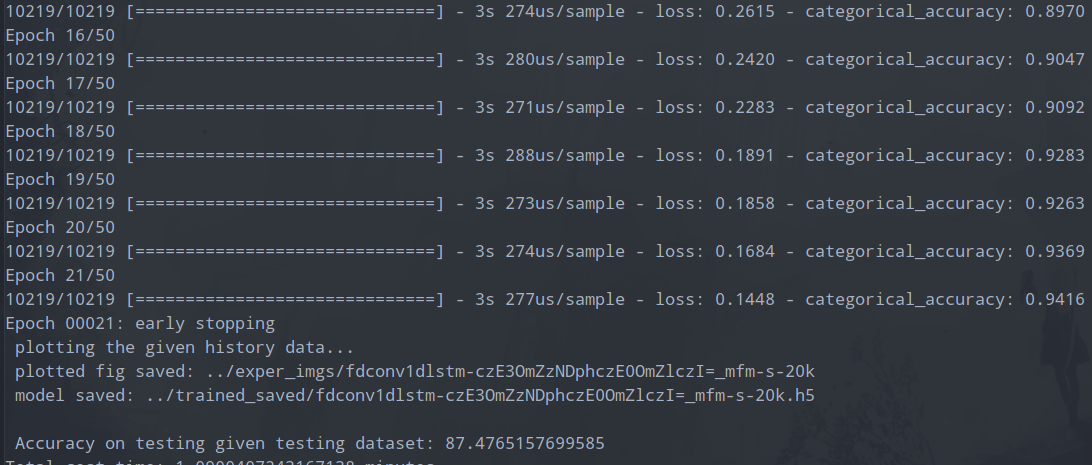 10219/10219 [==============================] - 3s 274us/sample - loss: 0.2615 - categorical_accuracy: 0.8970
Epoch 16/50
10219/10219 [==============================] - 3s 280us/sample - loss: 0.2420 - categorical_accuracy: 0.9047
Epoch 17/50
10219/10219 [==============================] - 3s 271us/sample - loss: 0.2283 - categorical_accuracy: 0.9092
Epoch 18/50
10219/10219 [==============================] - 3s 288us/sample - loss: 0.1891 - categorical_accuracy: 0.9283
Epoch 19/50
10219/10219 [==============================] - 3s 273us/sample - loss: 0.1858 - categorical_accuracy: 0.9263
Epoch 20/50
10219/10219 [==============================] - 3s 274us/sample - loss: 0.1684 - categorical_accuracy: 0.9369
Epoch 21/50
10219/10219 [==============================] - 3s 277us/sample - loss: 0.1448 - categorical_accuracy: 0.9416
Epoch 00021: early stopping
plotting the given history data...
plotted fig saved: ../exper_imgs/fdconv1dlstm-czE3OmZzNDphczE0OmZlczI=_mfm-s-20k
model saved: ../trained_saved/fdconv1dlstm-czE3OmZzNDphczE0OmZlczI=_mfm-s-20k.h5
Accuracy on testing given testing dataset: 87.4765157699585
Total cost time: minutes